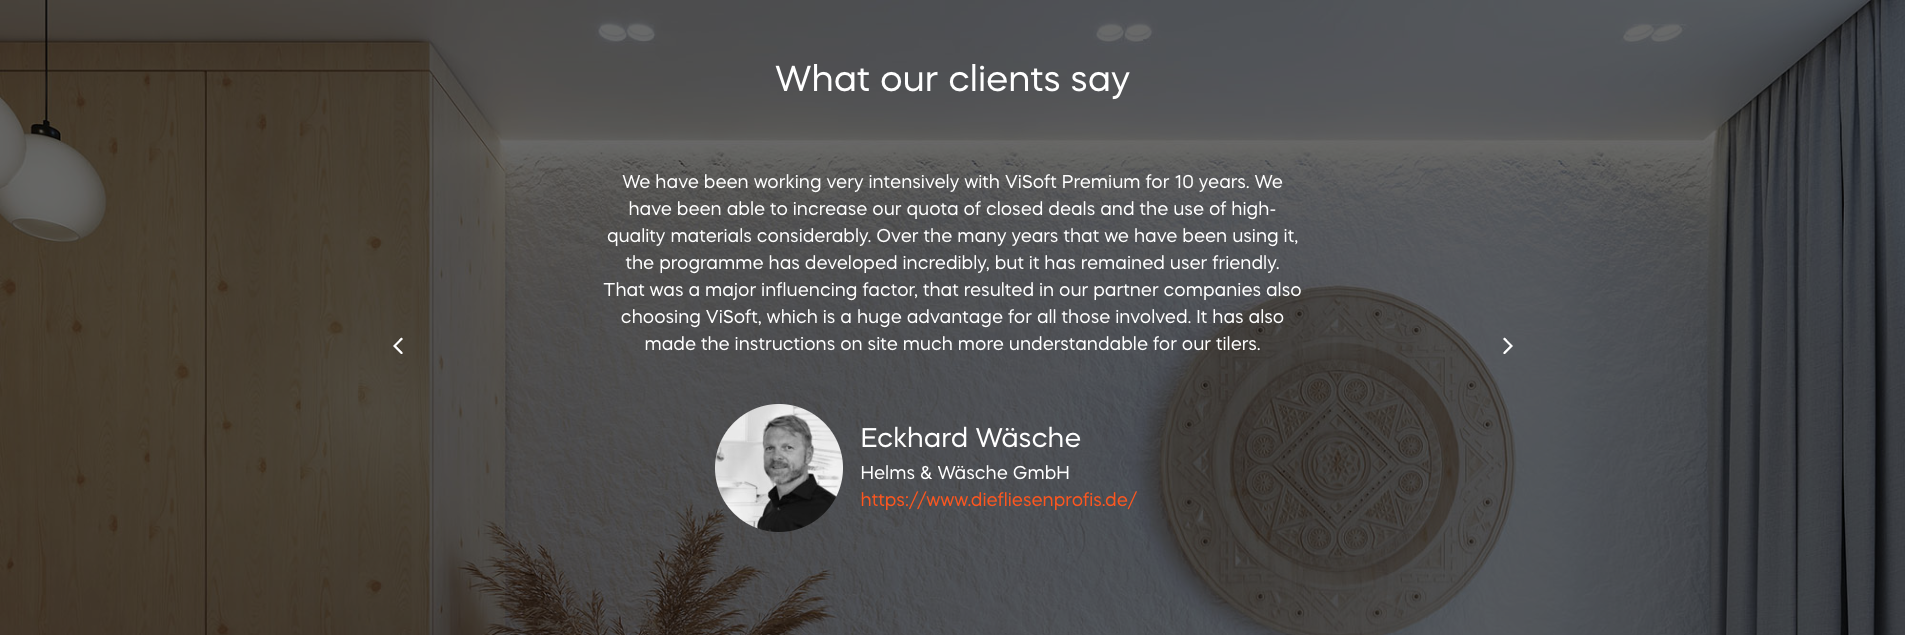 What our clients say
We have been working very intensively with ViSoft Premium for 10 years. We
have been able to increase our quota of closed deals and the use of high-
quality materials considerably. Over the many years that we have been using it,
the programme has developed incredibly, but it has remained user friendly.
That was a major influencing factor, that resulted in our partner companies also
choosing ViSoft, which is a huge advantage for all those involved. It has also
made the instructions on site much more understandable for our tilers.
Eckhard Wäsche
Helms & Wäsche GmbH
https://www.diefliesenprofis.de/